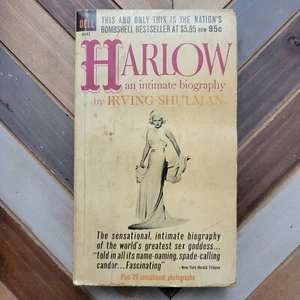 DELL
THIS AND ONLY THIS IS THE NATION'S
BOMBSHELL BESTSELLER AT $5.95 NOW 95c
HARLOW
an intimate biography
by IRVING SHULMAN
The sensational, intimate biography
of the world's greatest sex goddess...
"told in all its name-naming, spade-calling
candor...Fascinating" —New York Herald Tribune
Plus 29 sensational photographs